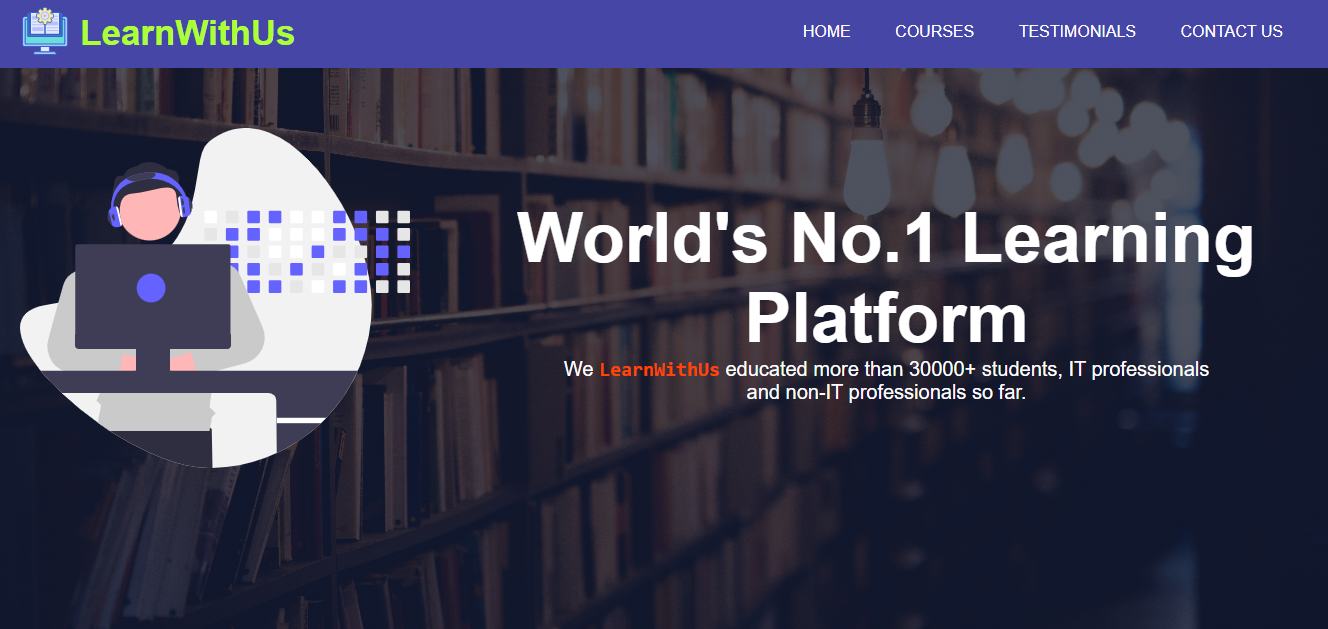 LearnWithUs
HOME
COURSES
TESTIMONIALS
CONTACT US
World's No.1 Learning
Platform
We LearnWithUs educated more than 30000+ students, IT professionals
and non-IT professionals so far.